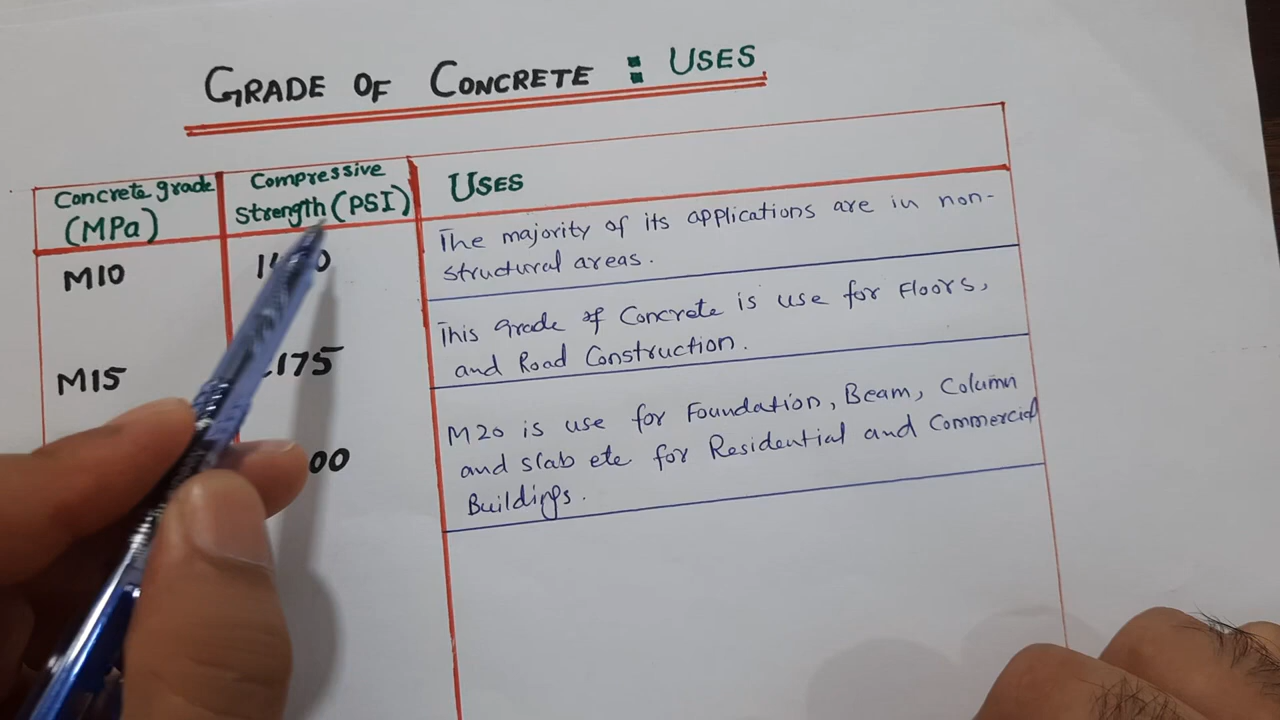 GRADE OF CONCRETE : USES
Concrete grade (MPa)
Compressive Strength (PSI)
USES
M10
The majority of its applications are in non-
structural areas.
M15
This Grade of Concrete is use for Floors,
and Road Construction.
M20 is use for Foundation, Beam, Column
and slab etc for Residential and Commercial
Buildings.